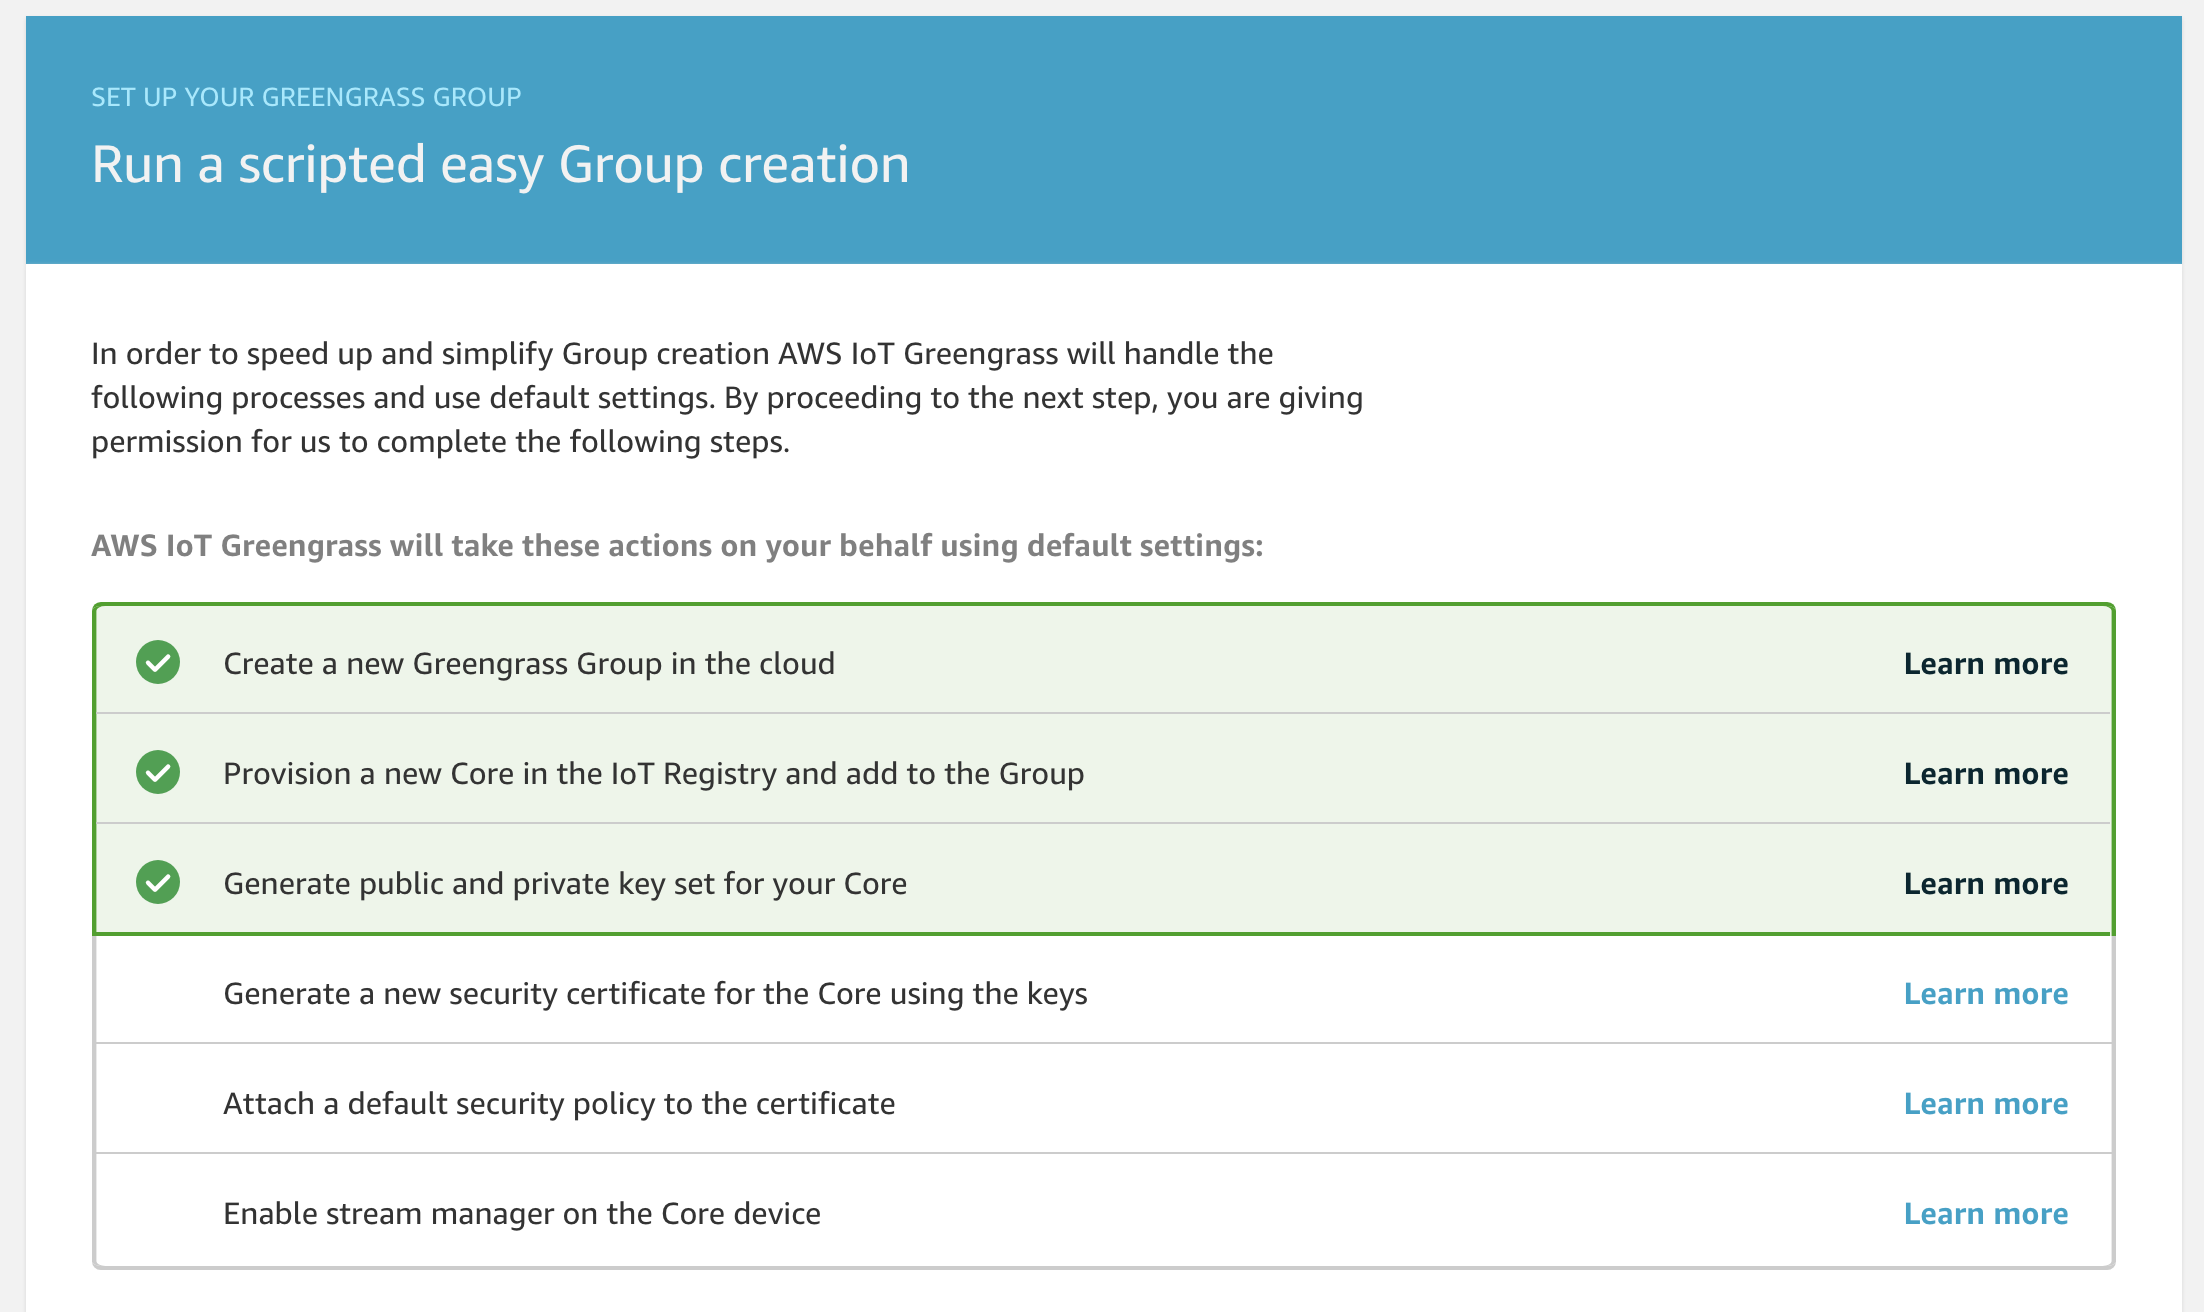 SET UP YOUR GREENGRASS GROUP
Run a scripted easy Group creation
In order to speed up and simplify Group creation AWS IoT Greengrass will handle the
following processes and use default settings. By proceeding to the next step, you are giving
permission for us to complete the following steps.
AWS IoT Greengrass will take these actions on your behalf using default settings:
Create a new Greengrass Group in the cloud Learn more
Provision a new Core in the IoT Registry and add to the Group Learn more
Generate public and private key set for your Core Learn more
Generate a new security certificate for the Core using the keys Learn more
Attach a default security policy to the certificate Learn more
Enable stream manager on the Core device Learn more